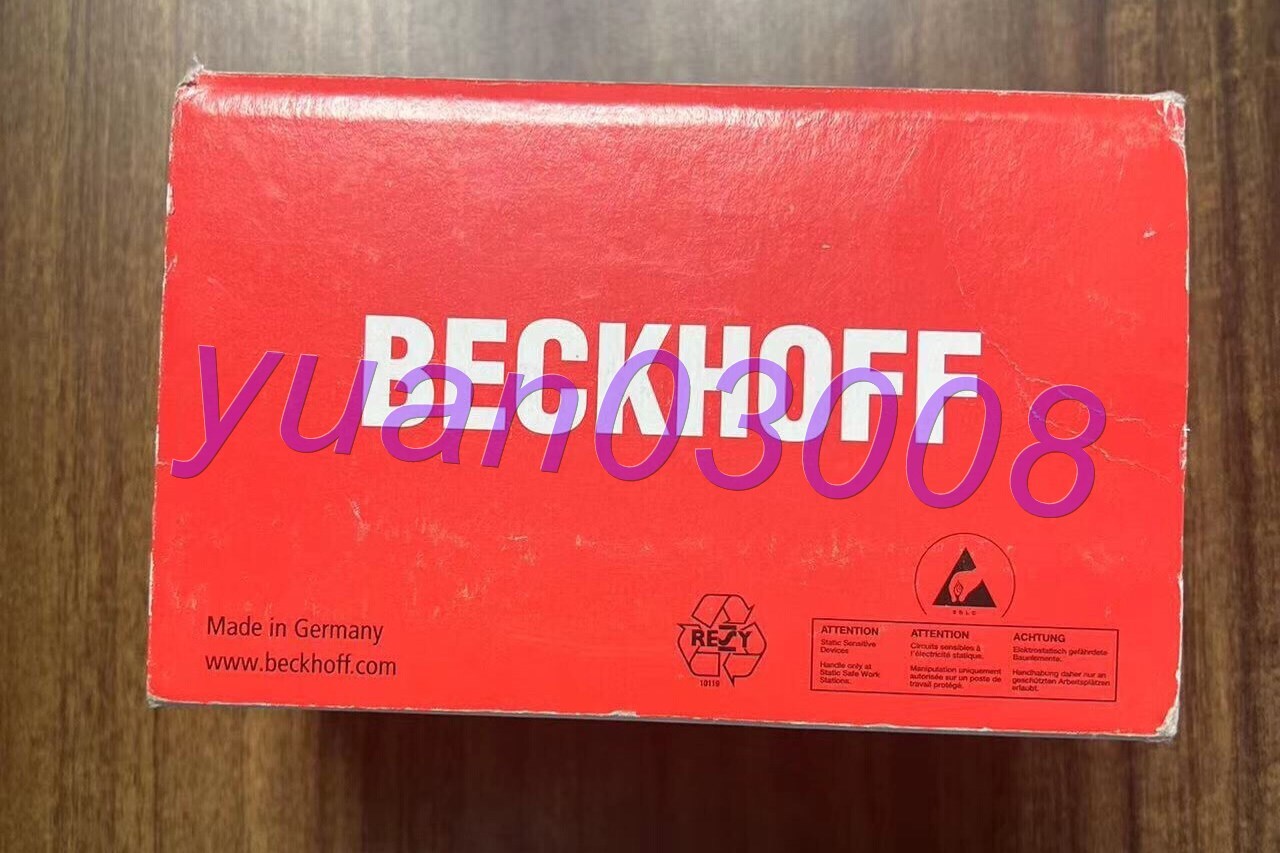 BECKHOFF
yuan03008
Made in Germany
www.beckhoff.com
RESY
10119
ATTENTION
Static Sensitive
Devices
Handle only at
Static Safe Work
Stations.
ATTENTION
Circuits sensibles à
l'électricité statique.
Manipulation uniquement
autorisée sur un poste de
travail protégé.
ACHTUNG
Elektrostatisch gefährdete
Bauelemente.
Handhabung daher nur an
geschützten Arbeitsplätzen
erlaubt.